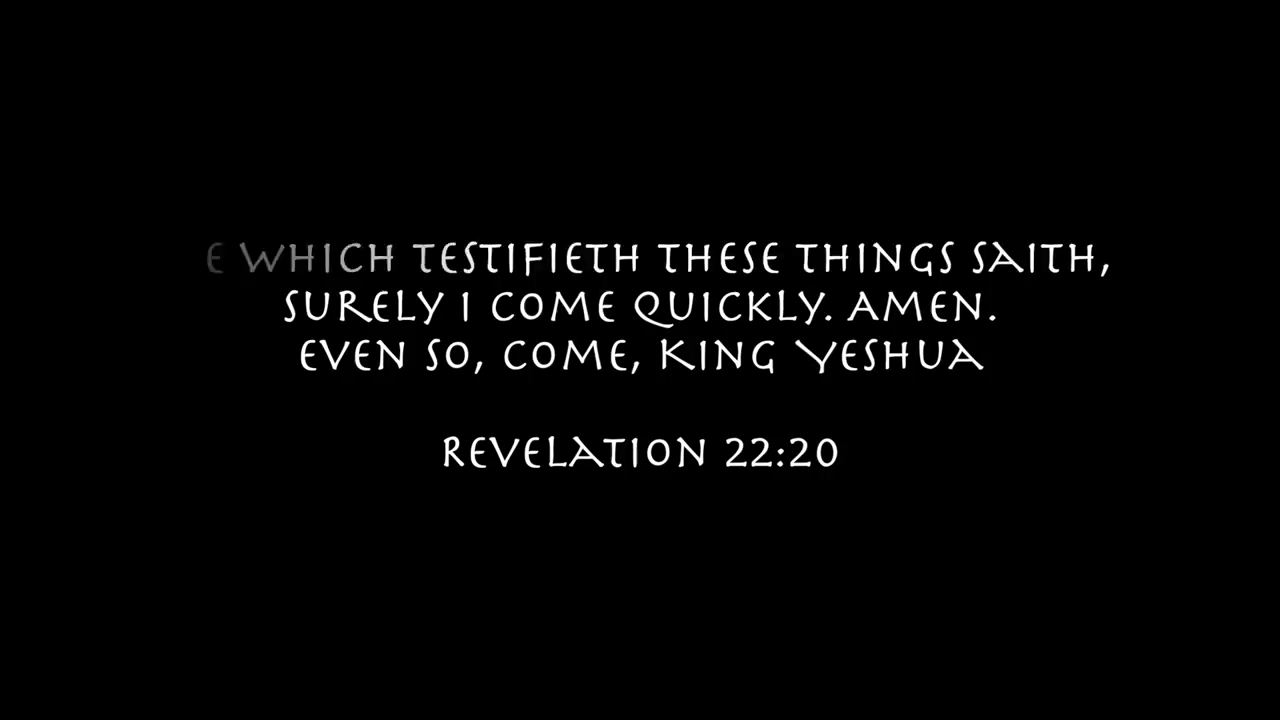 E WHICH TESTIFIETH THESE THINGS SAITH,
SURELY I COME QUICKLY. AMEN.
EVEN SO, COME, KING YESHUA
REVELATION 22:20